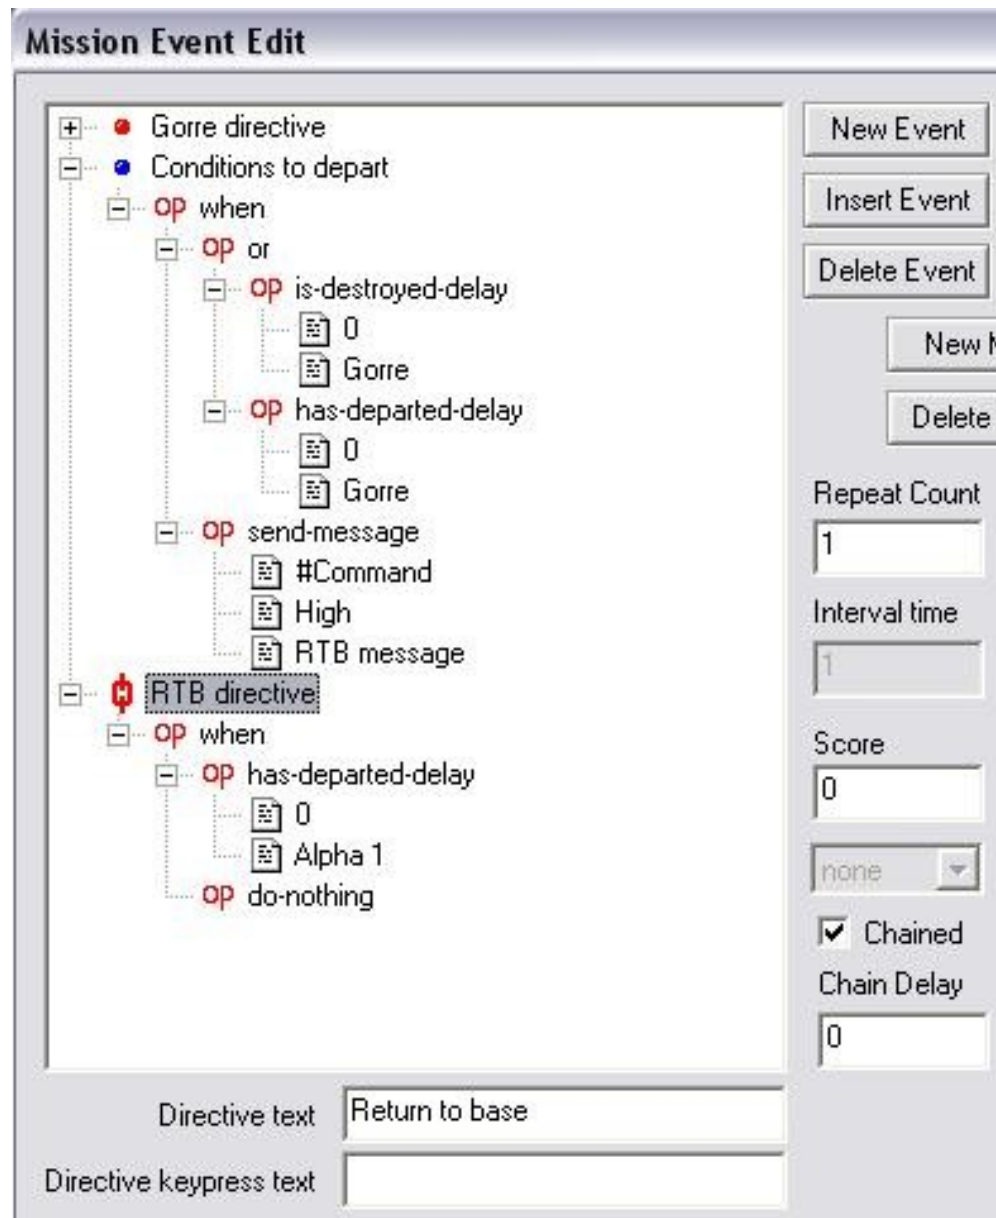 Mission Event Edit
Gorre directive
Conditions to depart
OP when
OP or
OP is-destroyed-delay
0
Gorre
OP has-departed-delay
0
Gorre
OP send-message
#Command
High
RTB message
RTB directive
OP when
OP has-departed-delay
0
Alpha 1
OP do-nothing
New Event
Insert Event
Delete Event
New
Delete
Repeat Count
1
Interval time
1
Score
0
none
Chained
Chain Delay
0
Directive text
Return to base
Directive keypress text